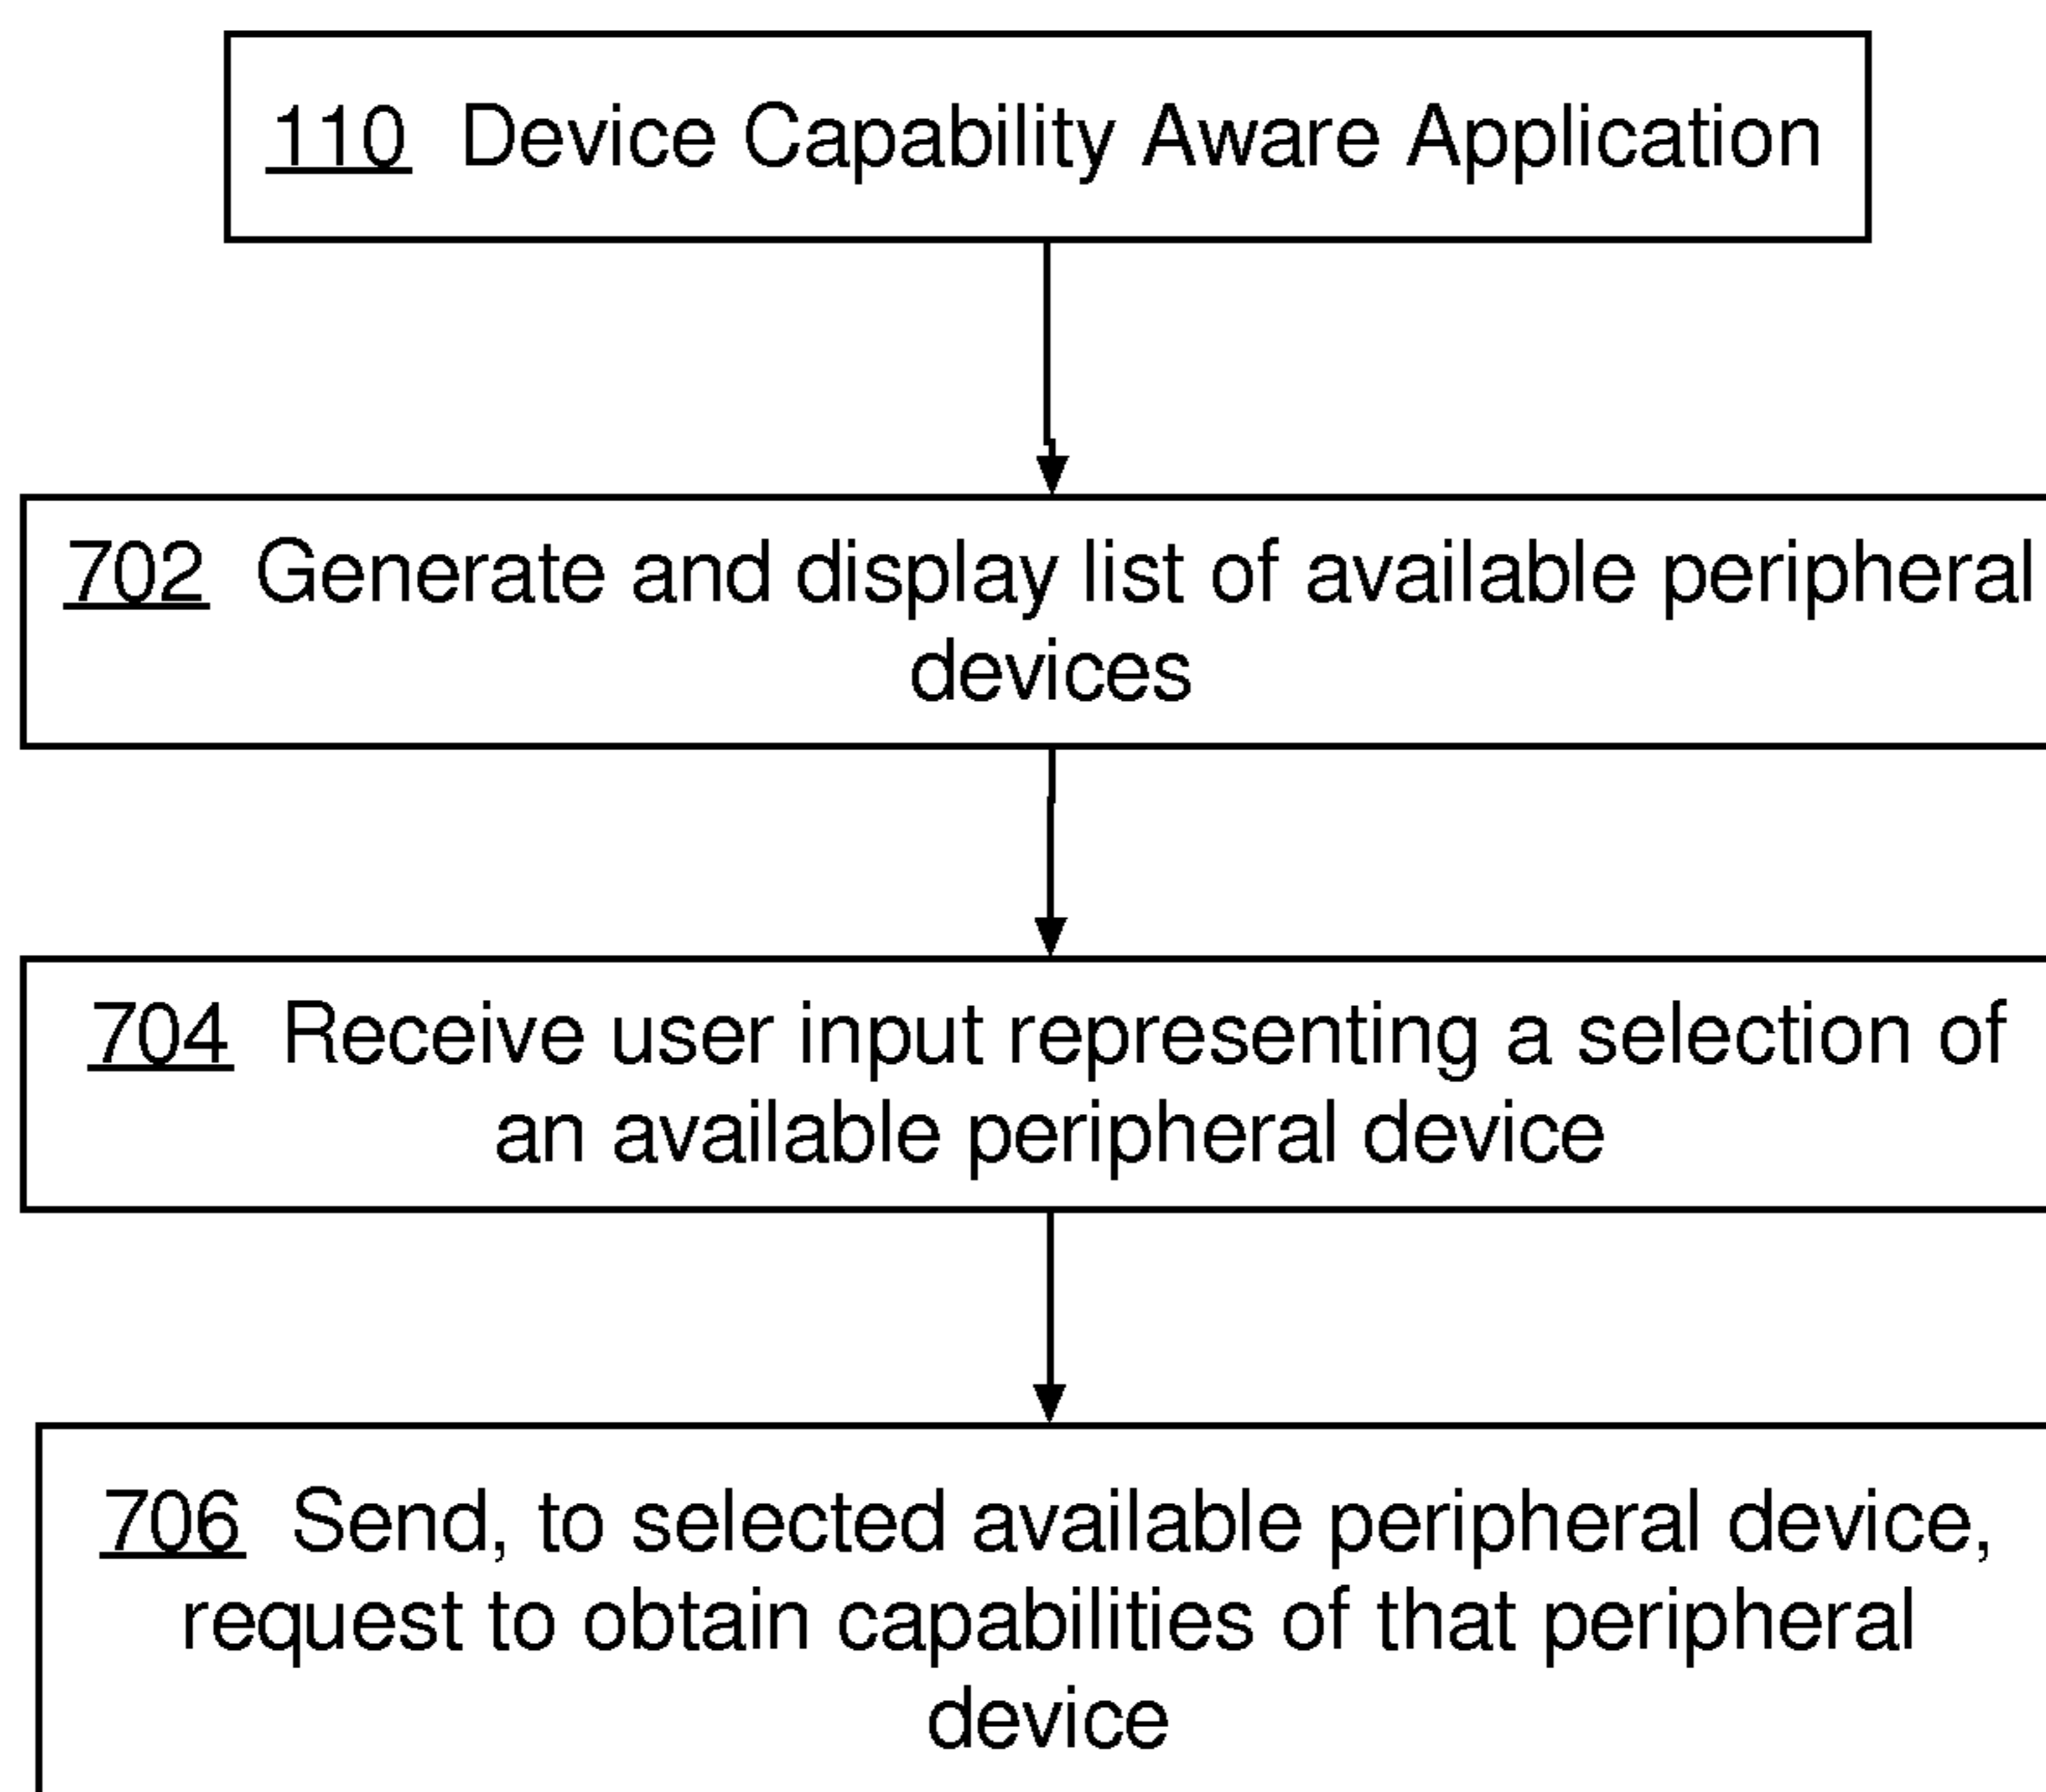 110 Device Capability Aware Application
702 Generate and display list of available peripheral
devices
704 Receive user input representing a selection of
an available peripheral device
706 Send, to selected available peripheral device,
request to obtain capabilities of that peripheral
device